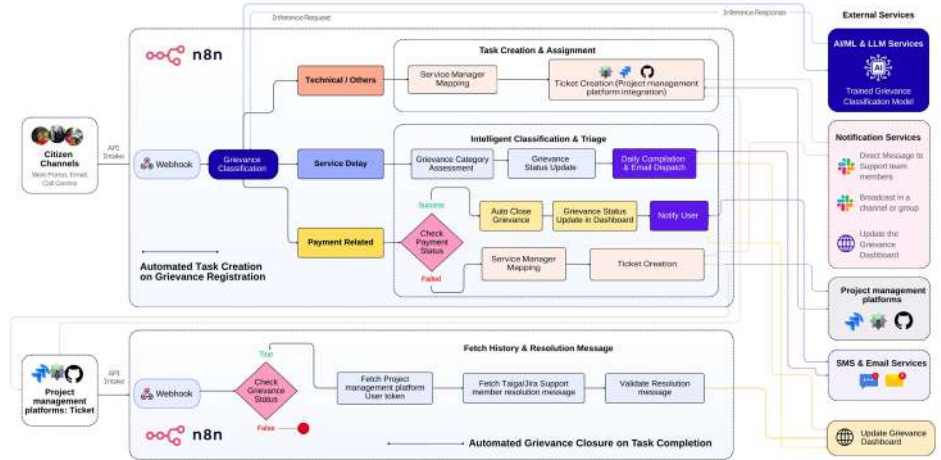 Inference Request
Inference Response
External Services
n8n
Task Creation & Assignment
AI/ML & LLM Services
AI
Trained Grievance
Classification Model
Technical / Others
Service Manager
Mapping
Ticket Creation (Project management
platform integration)
Citizen
Channels
Web Portal, Email,
Call Centre
API
Intake
Webhook
Grievance
Classification
Intelligent Classification & Triage
Service Delay
Grievance Category
Assessment
Grievance
Status Update
Daily Compilation
& Email Dispatch
Success
Check
Payment
Status
Failed
Auto Close
Grievance
Grievance Status
Update in Dashboard
Notify User
Payment Related
Service Manager
Mapping
Ticket Creation
Automated Task Creation
on Grievance Registration
Notification Services
Direct Message to
Support team
members
Broadcast in a
channel or group
Update the
Grievance
Dashboard
Project management
platforms
SMS & Email Services
Update Grievance
Dashboard
Project
management
platforms: Ticket
API
Intake
Webhook
n8n
Fetch History & Resolution Message
True
Check
Grievance
Status
False
Fetch Project
management platform
User token
Fetch Taiga/Jira Support
member resolution message
Validate Resolution
message
Automated Grievance Closure on Task Completion